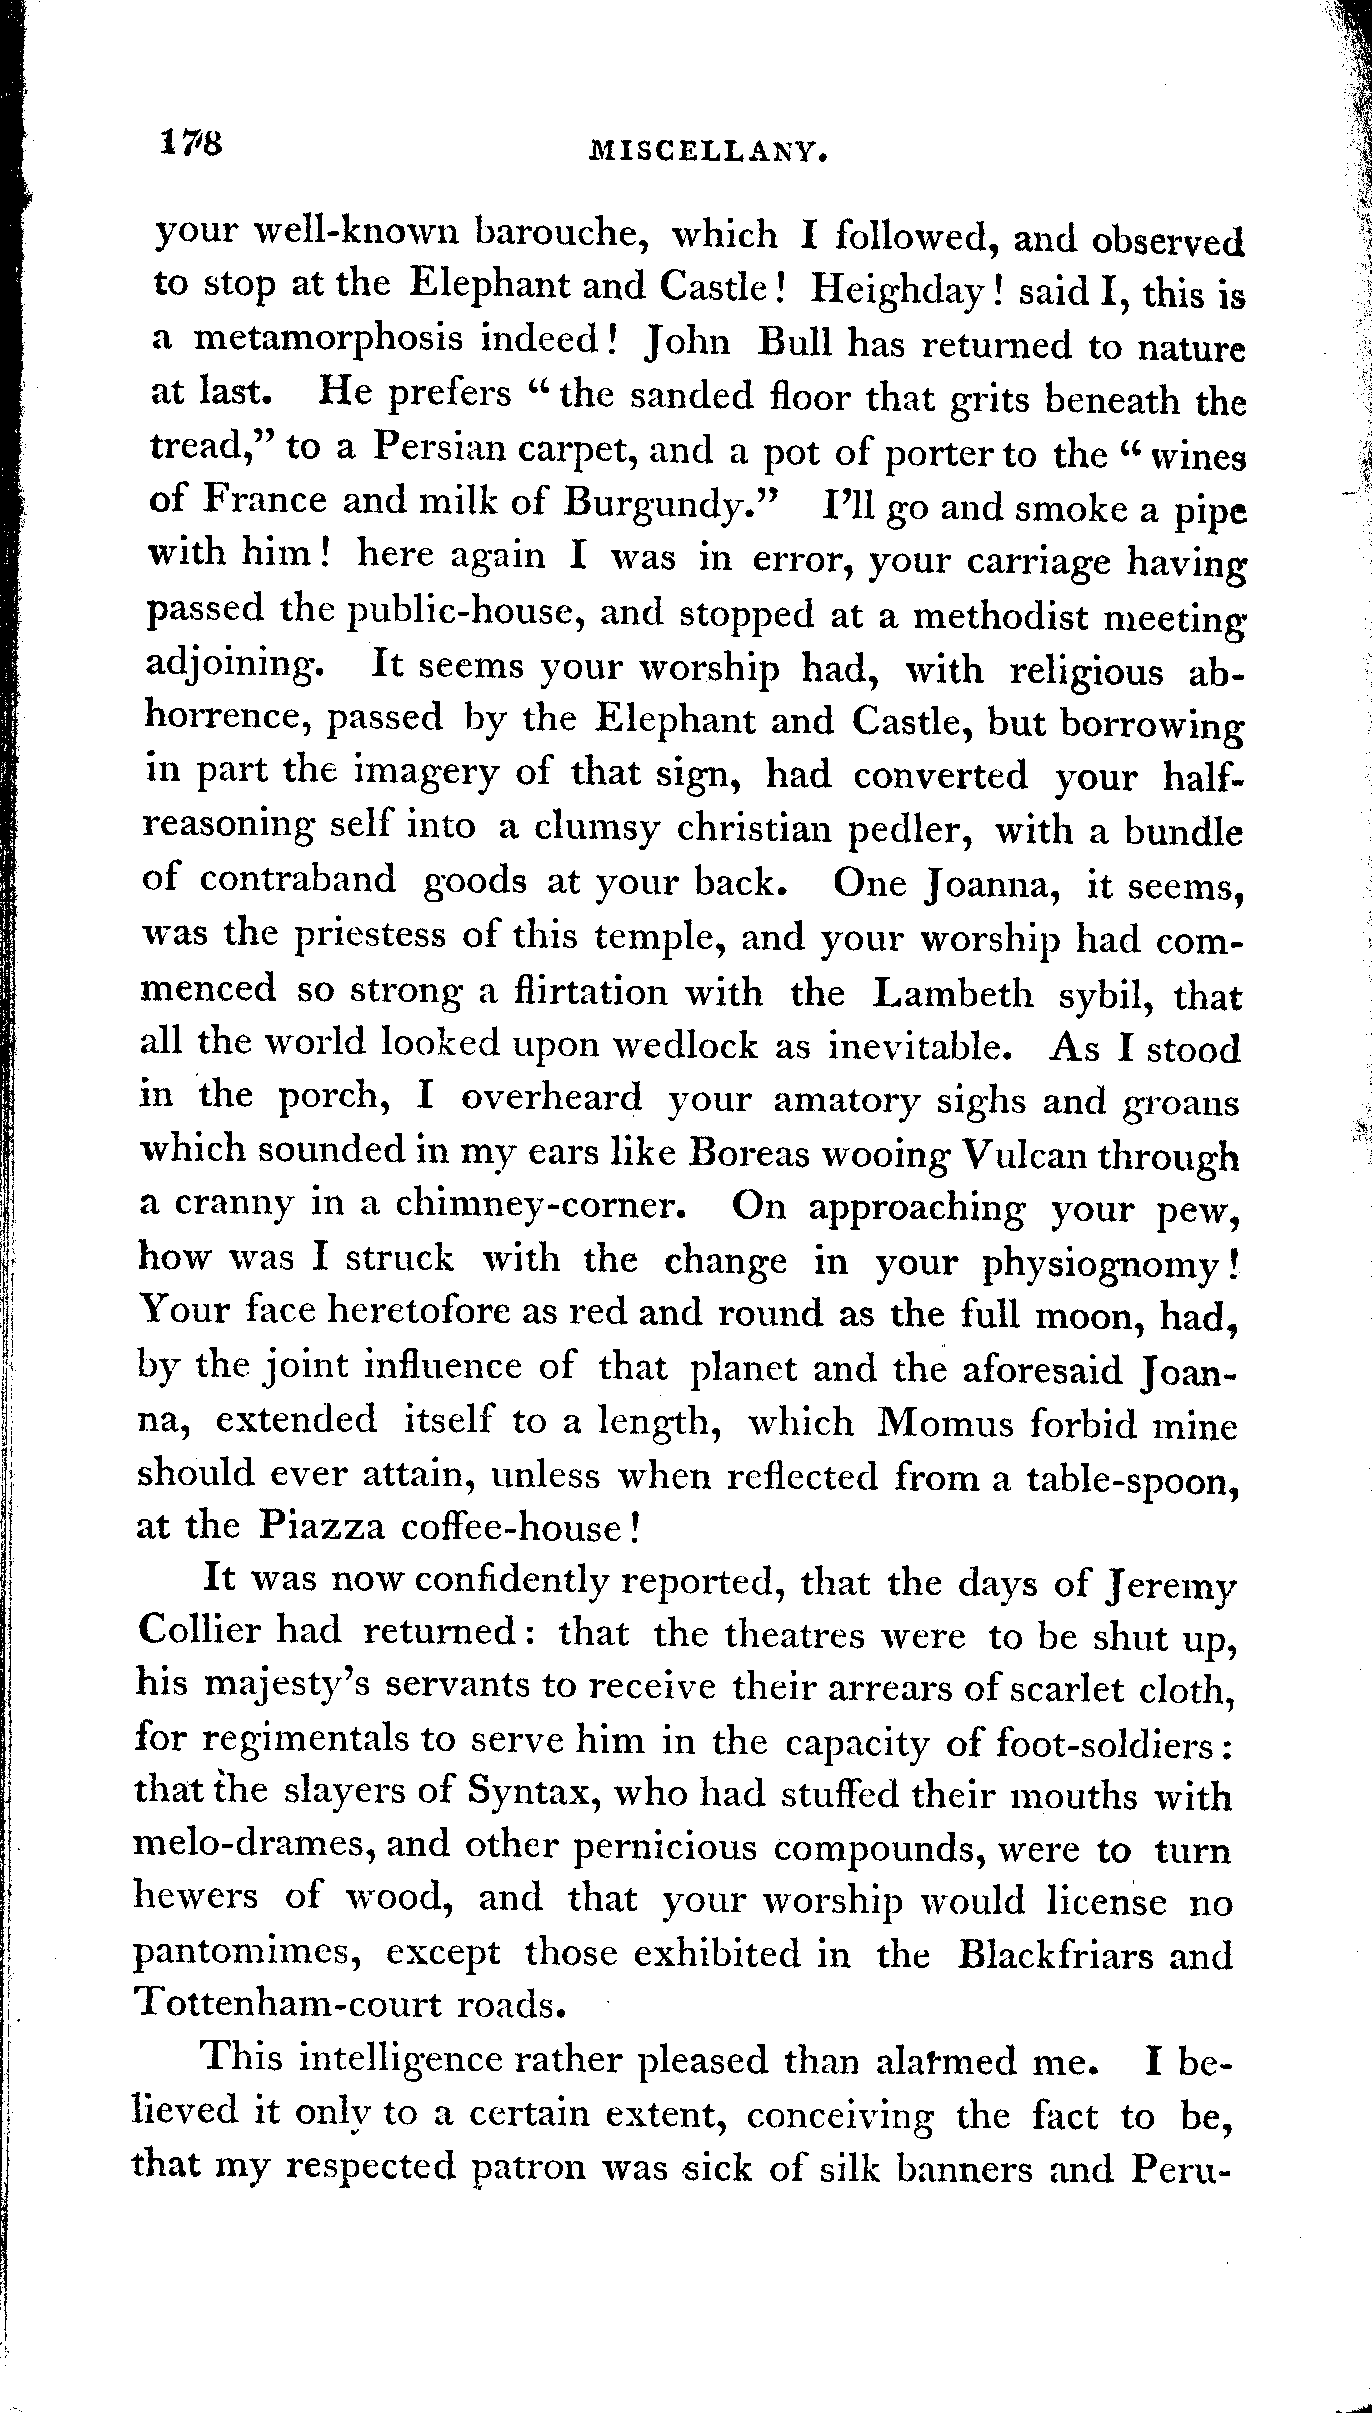 178
MISCELLANY.
your well-known barouche, which I followed, and observed
to stop at the Elephant and Castle! Heighday! said I, this is
a metamorphosis indeed! John Bull has returned to nature
at last. He prefers “the sanded floor that grits beneath the
tread,” to a Persian carpet, and a pot of porter to the “wines
of France and milk of Burgundy.” I'll go and smoke a pipe
with him! here again I was in error, your carriage having
passed the public-house, and stopped at a methodist meeting
adjoining. It seems your worship had, with religious ab-
horrence, passed by the Elephant and Castle, but borrowing
in part the imagery of that sign, had converted your half-
reasoning self into a clumsy christian pedler, with a bundle
of contraband goods at your back. One Joanna, it seems,
was the priestess of this temple, and your worship had com-
menced so strong a flirtation with the Lambeth sybil, that
all the world looked upon wedlock as inevitable. As I stood
in the porch, I overheard your amatory sighs and groans
which sounded in my ears like Boreas wooing Vulcan through
a cranny in a chimney-corner. On approaching your pew,
how was I struck with the change in your physiognomy!
Your face heretofore as red and round as the full moon, had,
by the joint influence of that planet and the aforesaid Joan-
na, extended itself to a length, which Momus forbid mine
should ever attain, unless when reflected from a table-spoon,
at the Piazza coffee-house!
It was now confidently reported, that the days of Jeremy
Collier had returned: that the theatres were to be shut up,
his majesty's servants to receive their arrears of scarlet cloth,
for regimentals to serve him in the capacity of foot-soldiers:
that the slayers of Syntax, who had stuffed their mouths with
melo-drames, and other pernicious compounds, were to turn
hewers of wood, and that your worship would license no
pantomimes, except those exhibited in the Blackfriars and
Tottenham-court roads.
This intelligence rather pleased than alarmed me. I be-
lieved it only to a certain extent, conceiving the fact to be,
that my respected patron was sick of silk banners and Peru-